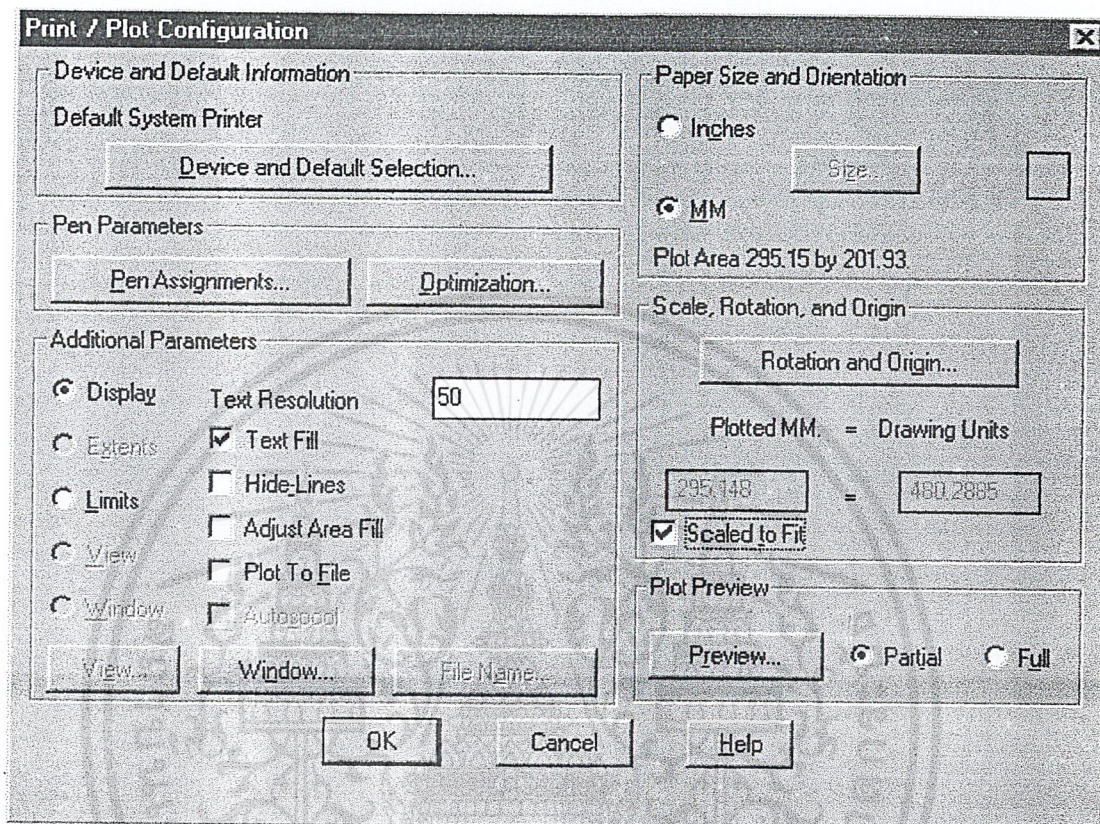 Print / Plot Configuration
Device and Default Information
Default System Printer
Device and Default Selection...
Pen Parameters
Pen Assignments...
Optimization...
Additional Parameters
Display
Extents
Limits
View
Window
Text Resolution
50
Text Fill
Hide-Lines
Adjust Area Fill
Plot To File
Autospool
View...
Window...
File Name...
Paper Size and Orientation
Inches
Size...
MM
Plot Area 295.15 by 201.93.
Scale, Rotation, and Origin
Rotation and Origin...
Plotted MM. = Drawing Units
295.148 = 480.2885
Scaled to Fit
Plot Preview
Preview...
Partial
Full
OK
Cancel
Help